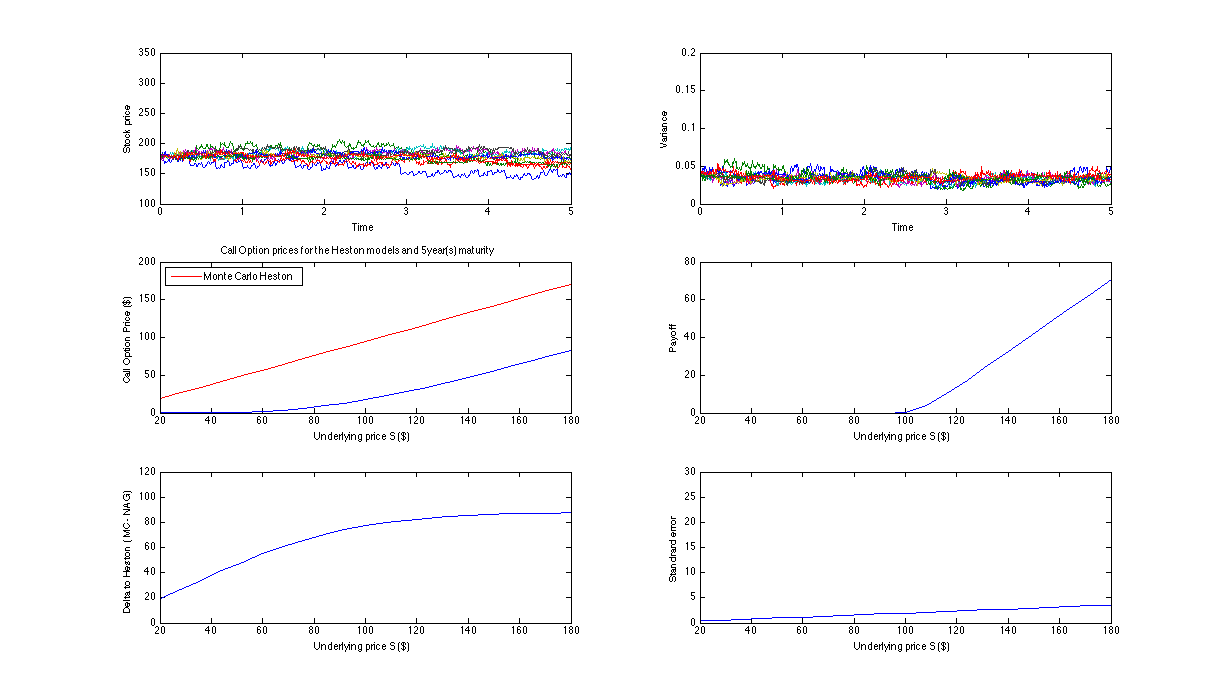 350
300
250
200
150
100
Stock price
0 1 2 3 4 5
Time
0.2
0.15
0.1
0.05
0
Variance
0 1 2 3 4 5
Time
Call Option prices for the Heston models and 5year(s) maturity
Monte Carlo Heston
200
150
100
50
0
Call Option Price ($)
20 40 60 80 100 120 140 160 180
Underlying price S ($)
80
60
40
20
0
Payoff
20 40 60 80 100 120 140 160 180
Underlying price S ($)
120
100
80
60
40
20
0
Delta to Heston (MC- NAG)
20 40 60 80 100 120 140 160 180
Underlying price S ($)
30
25
20
15
10
5
0
Standrard error
20 40 60 80 100 120 140 160 180
Underlying price S ($)